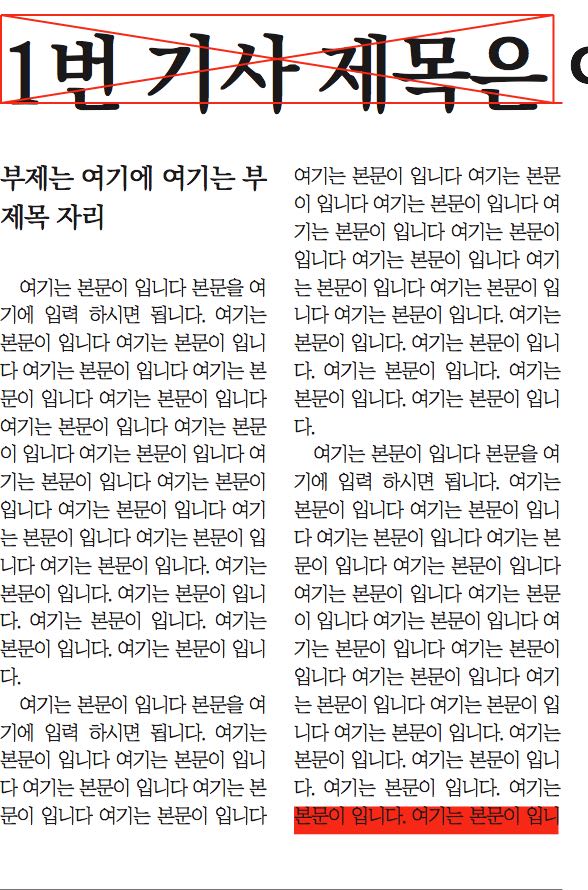 1번 기사 제목은
부제는 여기에 여기는 부
제목 자리
여기는 본문이 입니다 본문을 여
기에 입력 하시면 됩니다. 여기는
본문이 입니다 여기는 본문이 입니
다 여기는 본문이 입니다 여기는 본
문이 입니다 여기는 본문이 입니다
여기는 본문이 입니다 여기는 본문
이 입니다 여기는 본문이 입니다 여
기는 본문이 입니다 여기는 본문이
입니다 여기는 본문이 입니다 여기
는 본문이 입니다 여기는 본문이 입
니다 여기는 본문이 입니다. 여기는
본문이 입니다. 여기는 본문이 입니
다. 여기는 본문이 입니다. 여기는
본문이 입니다. 여기는 본문이 입니
다.
여기는 본문이 입니다 본문을 여
기에 입력 하시면 됩니다. 여기는
본문이 입니다 여기는 본문이 입니
다 여기는 본문이 입니다 여기는 본
문이 입니다 여기는 본문이 입니다
여기는 본문이 입니다 여기는 본문
이 입니다 여기는 본문이 입니다 여
기는 본문이 입니다 여기는 본문이
입니다 여기는 본문이 입니다 여기
는 본문이 입니다 여기는 본문이 입
니다 여기는 본문이 입니다. 여기는
본문이 입니다. 여기는 본문이 입니
다. 여기는 본문이 입니다. 여기는
본문이 입니다. 여기는 본문이 입니
다.
여기는 본문이 입니다 본문을 여
기에 입력 하시면 됩니다. 여기는
본문이 입니다 여기는 본문이 입니
다 여기는 본문이 입니다 여기는 본
문이 입니다 여기는 본문이 입니다
여기는 본문이 입니다 여기는 본문
이 입니다 여기는 본문이 입니다 여
기는 본문이 입니다 여기는 본문이
입니다 여기는 본문이 입니다 여기
는 본문이 입니다 여기는 본문이 입
니다 여기는 본문이 입니다. 여기는
본문이 입니다. 여기는 본문이 입니
다. 여기는 본문이 입니다. 여기는
본문이 입니다. 여기는 본문이 입니